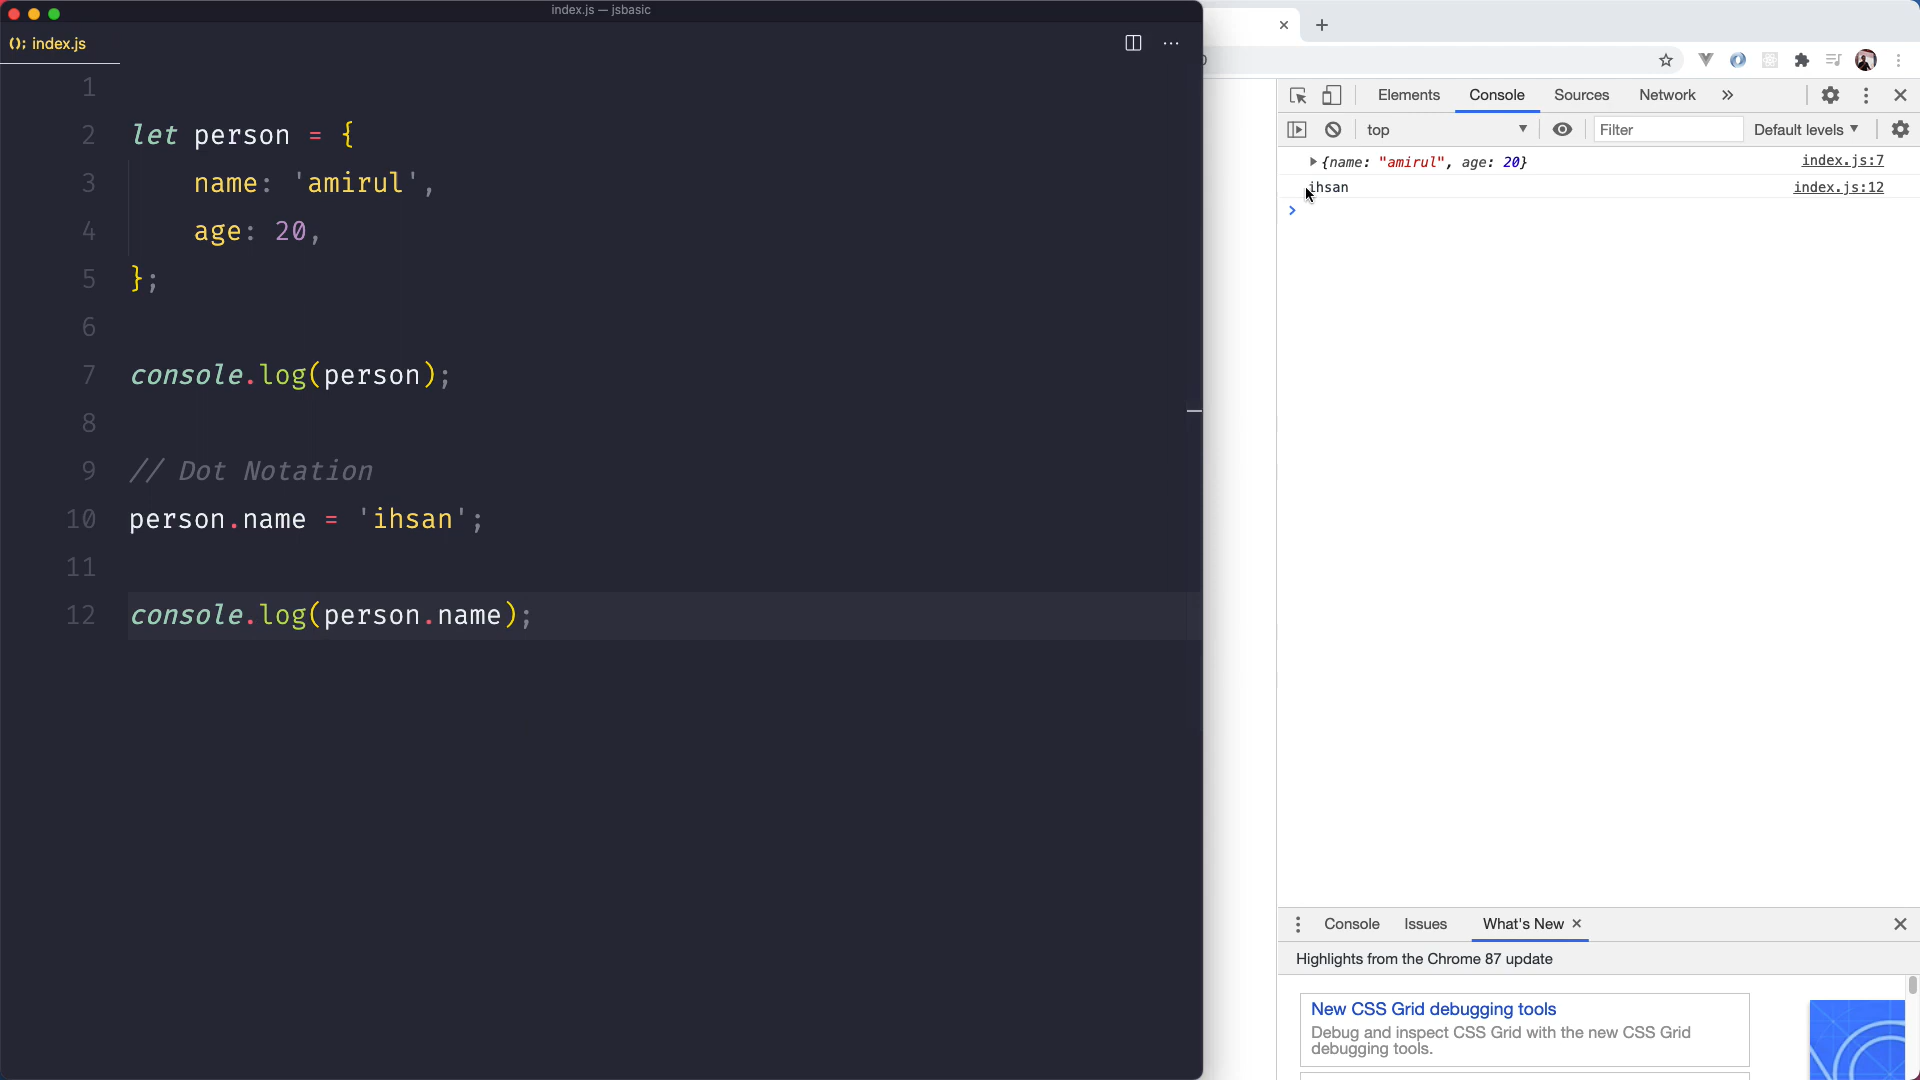 index.js — jsbasic
index.js
1
2 let person = {
3 name: 'amirul',
4 age: 20,
5 };
6
7 console.log(person);
8
9 // Dot Notation
10 person.name = 'ihsan';
11
12 console.log(person.name);
Elements Console Sources Network »
top Filter Default levels
{name: "amirul", age: 20} index.js:7
ihsan index.js:12
Console Issues What's New
Highlights from the Chrome 87 update
New CSS Grid debugging tools
Debug and inspect CSS Grid with the new CSS Grid
debugging tools.